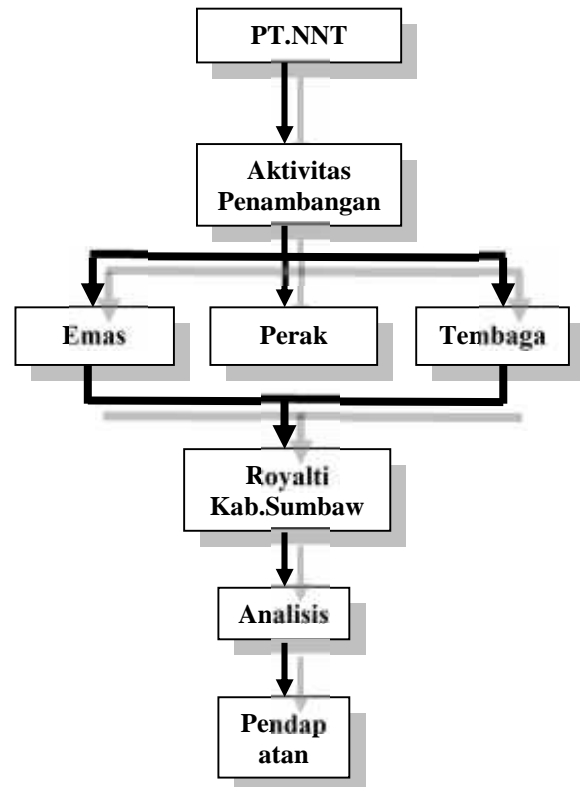 PT.NNT
Aktivitas
Penambangan
Emas
Perak
Tembaga
Royalti
Kab.Sumbaw
Analisis
Pendap
atan